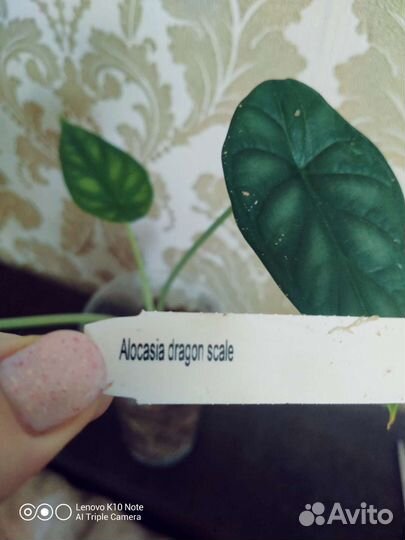 Alocasia dragon scale
Lenovo K10 Note
AI Triple Camera
Avito